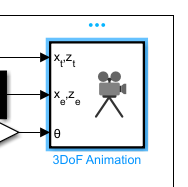 xt,zt
xe,ze
θ
3DoF Animation